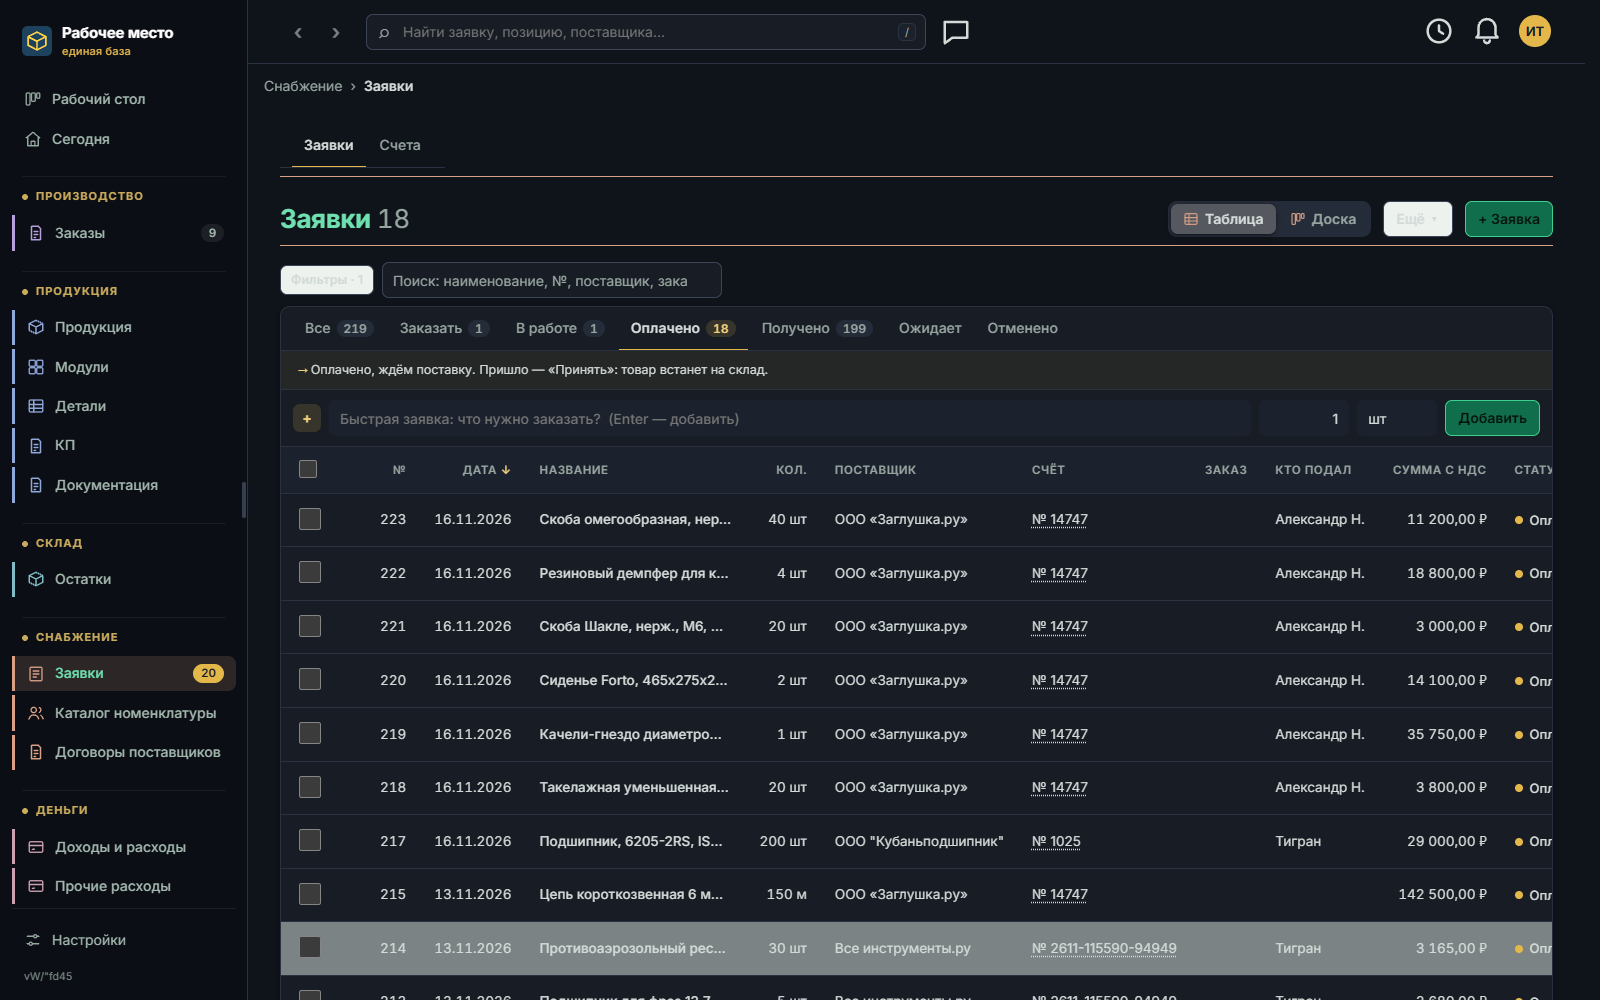 Рабочее место
единая база
Рабочий стол
Сегодня
ПРОИЗВОДСТВО
Заказы 9
ПРОДУКЦИЯ
Продукция
Модули
Детали
КП
Документация
СКЛАД
Остатки
СНАБЖЕНИЕ
Заявки 20
Каталог номенклатуры
Договоры поставщиков
ДЕНЬГИ
Доходы и расходы
Прочие расходы
Настройки
vW/"fd45
Найти заявку, позицию, поставщика... /
ИТ
Снабжение › Заявки
Заявки Счета
Заявки 18
Таблица Доска Ещё + Заявка
Фильтры · 1 Поиск: наименование, №, поставщик, зака
Все 219 Заказать 1 В работе 1 Оплачено 18 Получено 199 Ожидает Отменено
→ Оплачено, ждём поставку. Пришло — «Принять»: товар встанет на склад.
+ Быстрая заявка: что нужно заказать? (Enter — добавить) 1 шт Добавить
№ ДАТА ↓ НАЗВАНИЕ КОЛ. ПОСТАВЩИК СЧЁТ ЗАКАЗ КТО ПОДАЛ СУММА С НДС СТАТУ
223 16.11.2026 Скоба омегообразная, нер... 40 шт ООО «Заглушка.ру» № 14747 Александр Н. 11 200,00 ₽ Опл
222 16.11.2026 Резиновый демпфер для к... 4 шт ООО «Заглушка.ру» № 14747 Александр Н. 18 800,00 ₽ Опл
221 16.11.2026 Скоба Шакле, нерж., М6, ... 20 шт ООО «Заглушка.ру» № 14747 Александр Н. 3 000,00 ₽ Опл
220 16.11.2026 Сиденье Forto, 465x275x2... 2 шт ООО «Заглушка.ру» № 14747 Александр Н. 14 100,00 ₽ Опл
219 16.11.2026 Качели-гнездо диаметро... 1 шт ООО «Заглушка.ру» № 14747 Александр Н. 35 750,00 ₽ Опл
218 16.11.2026 Такелажная уменьшенная... 20 шт ООО «Заглушка.ру» № 14747 Александр Н. 3 800,00 ₽ Опл
217 16.11.2026 Подшипник, 6205-2RS, IS... 200 шт ООО "Кубаньподшипник" № 1025 Тигран 29 000,00 ₽ Опл
215 13.11.2026 Цепь короткозвенная 6 м... 150 м ООО «Заглушка.ру» № 14747 142 500,00 ₽ Опл
214 13.11.2026 Противоаэрозольный рес... 30 шт Все инструменты.ру № 2611-115590-94949 Тигран 3 165,00 ₽ Опл